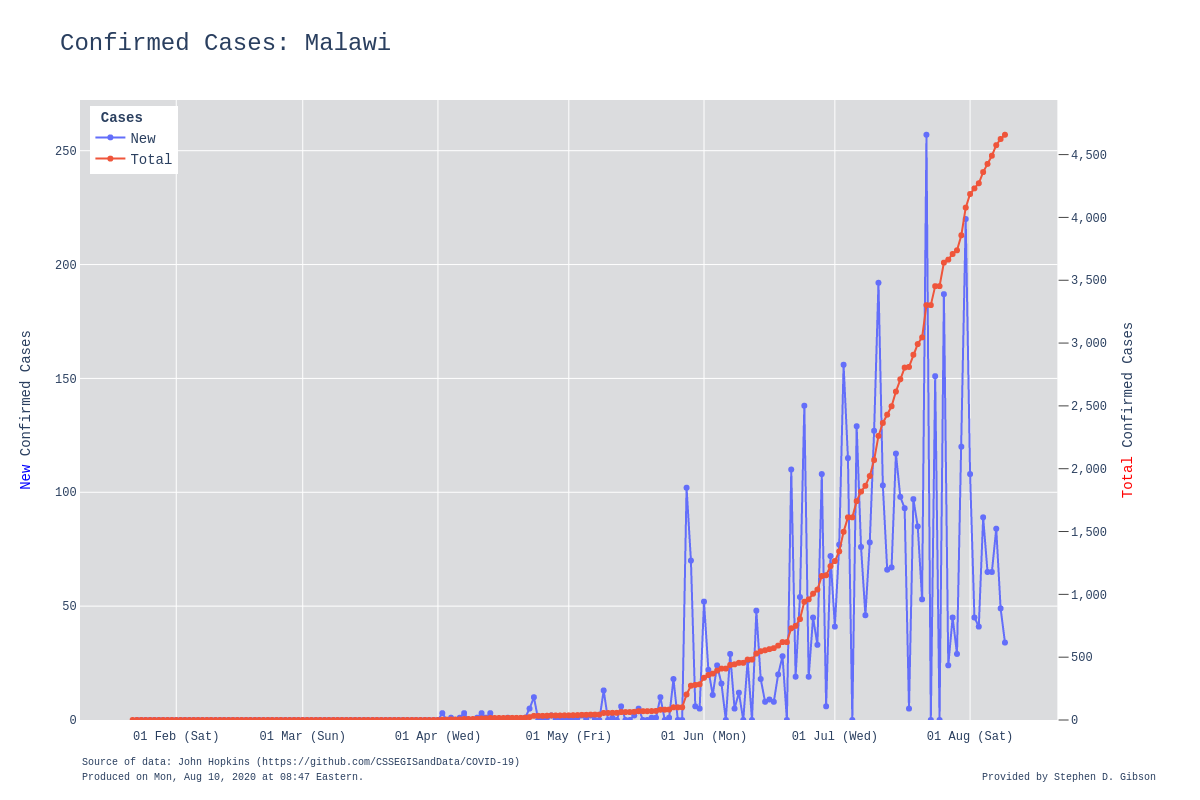 Confirmed Cases: Malawi
Cases
New
Total
250
200
150
100
50
0
4,500
4,000
3,500
3,000
2,500
2,000
1,500
1,000
500
0
New Confirmed Cases
Total Confirmed Cases
01 Feb (Sat) 01 Mar (Sun) 01 Apr (Wed) 01 May (Fri) 01 Jun (Mon) 01 Jul (Wed) 01 Aug (Sat)
Source of data: John Hopkins (https://github.com/CSSEGISandData/COVID-19)
Produced on Mon, Aug 10, 2020 at 08:47 Eastern.
Provided by Stephen D. Gibson